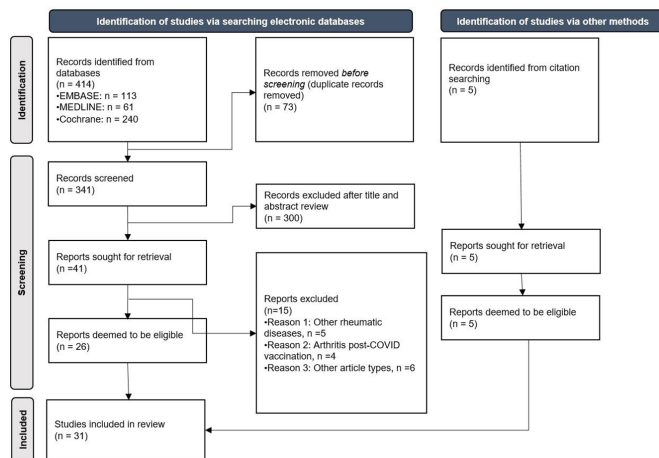 Identification of studies via searching electronic databases
Identification of studies via other methods
Identification
Records identified from
databases
(n = 414)
•EMBASE: n = 113
•MEDLINE: n = 61
•Cochrane: n = 240
Records removed before
screening (duplicate records
removed)
(n = 73)
Records identified from citation
searching
(n = 5)
Screening
Records screened
(n = 341)
Records excluded after title and
abstract review
(n = 300)
Reports sought for retrieval
(n =41)
Reports sought for retrieval
(n = 5)
Reports excluded
(n=15)
•Reason 1: Other rheumatic
diseases, n =5
•Reason 2: Arthritis post-COVID
vaccination, n =4
•Reason 3: Other article types, n =6
Reports deemed to be eligible
(n = 26)
Reports deemed to be eligible
(n = 5)
Included
Studies included in review
(n = 31)